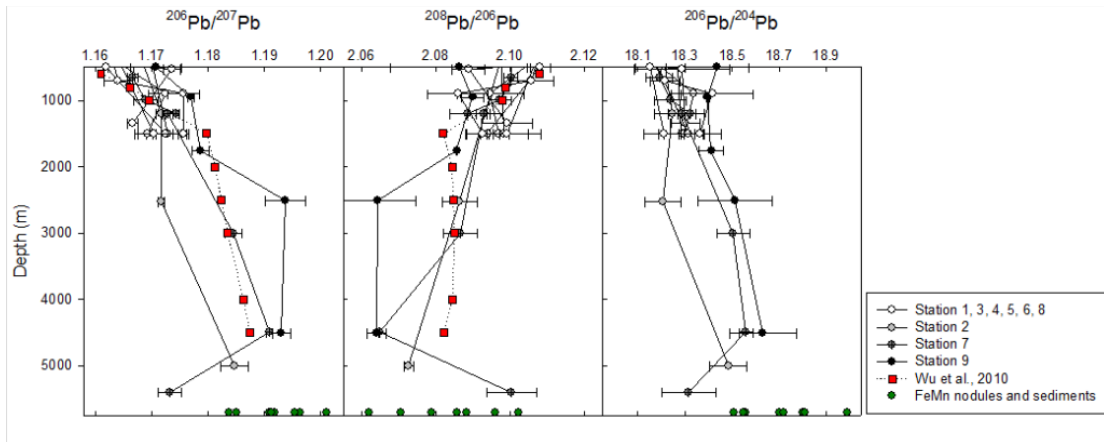 ²⁰⁶Pb/²⁰⁷Pb ²⁰⁸Pb/²⁰⁶Pb ²⁰⁶Pb/²⁰⁴Pb
1.16 1.17 1.18 1.19 1.20 2.06 2.08 2.10 2.12 18.1 18.3 18.5 18.7 18.9
1000
2000
3000
4000
5000
Depth (m)
Station 1, 3, 4, 5, 6, 8
Station 2
Station 7
Station 9
Wu et al., 2010
FeMn nodules and sediments